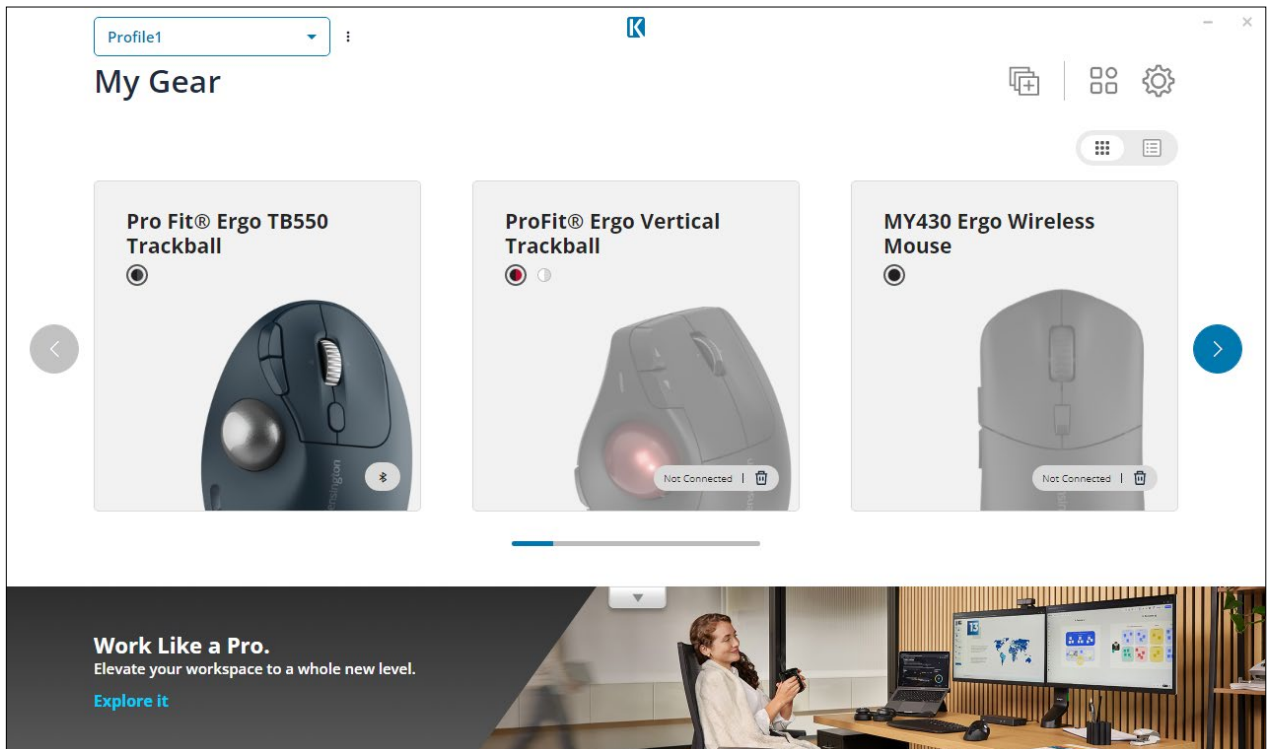 Profile1
K
My Gear
Pro Fit® Ergo TB550
Trackball
ProFit® Ergo Vertical
Trackball
MY430 Ergo Wireless
Mouse
Not Connected
Not Connected
Work Like a Pro.
Elevate your workspace to a whole new level.
Explore it
13